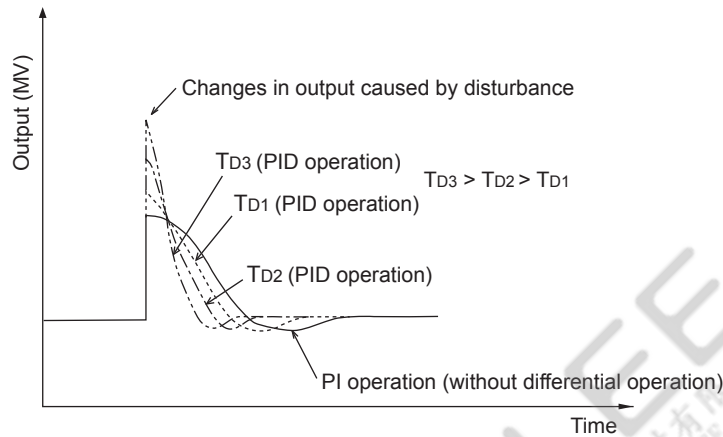 Output (MV)
Changes in output caused by disturbance
TD3 (PID operation)
TD3 > TD2 > TD1
TD1 (PID operation)
TD2 (PID operation)
PI operation (without differential operation)
Time
EE